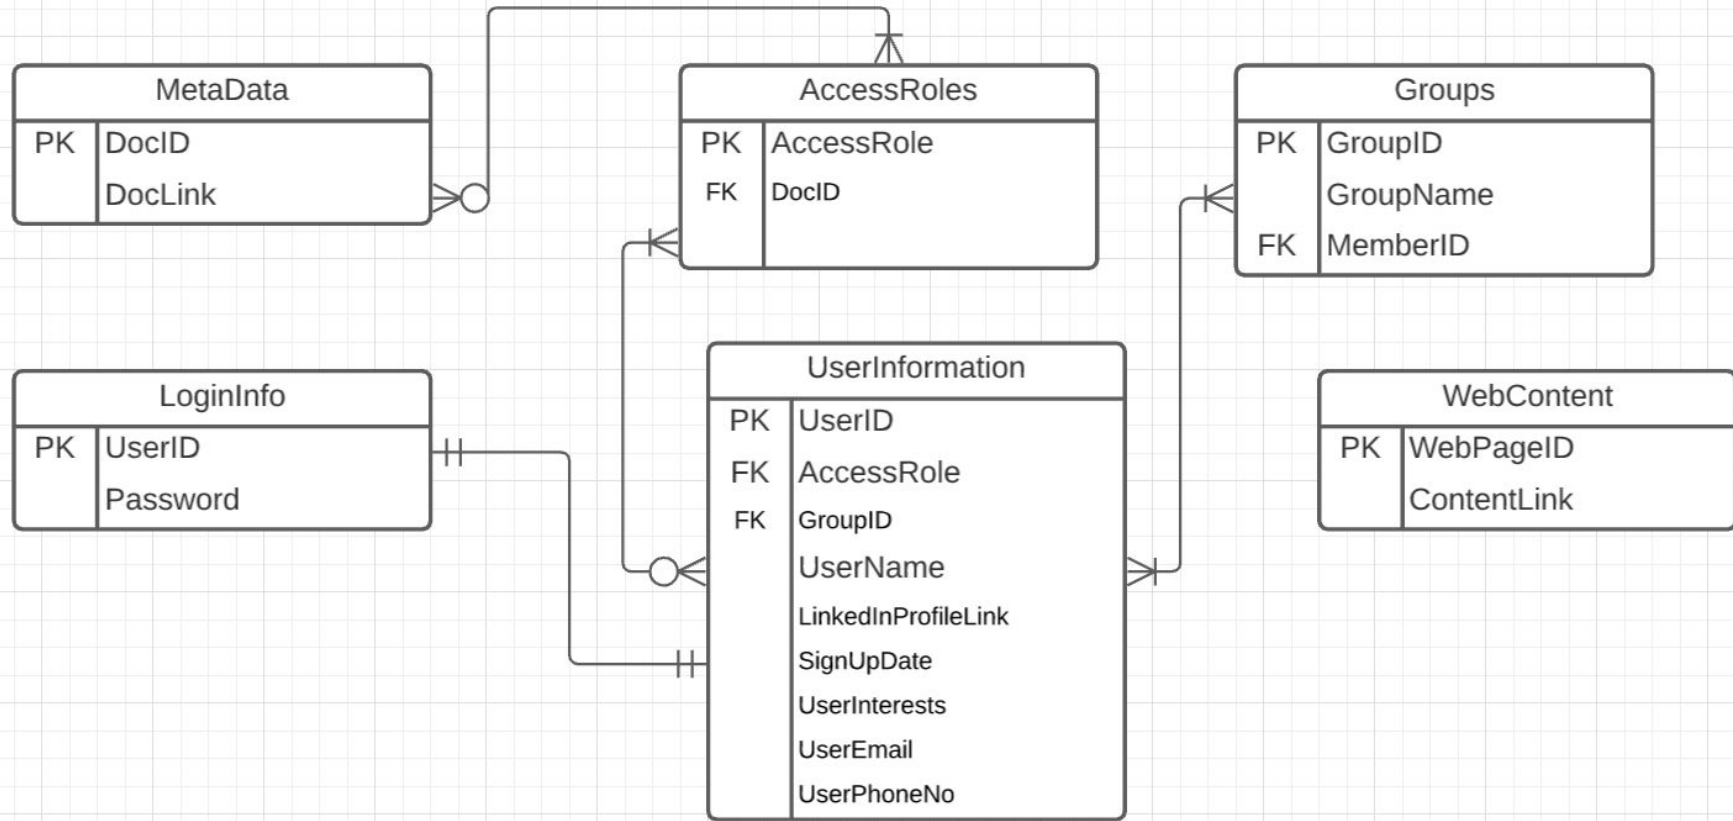 MetaData
PK DocID
DocLink
AccessRoles
PK AccessRole
FK DocID
Groups
PK GroupID
GroupName
FK MemberID
LoginInfo
PK UserID
Password
UserInformation
PK UserID
FK AccessRole
FK GroupID
UserName
LinkedInProfileLink
SignUpDate
UserInterests
UserEmail
UserPhoneNo
WebContent
PK WebPageID
ContentLink